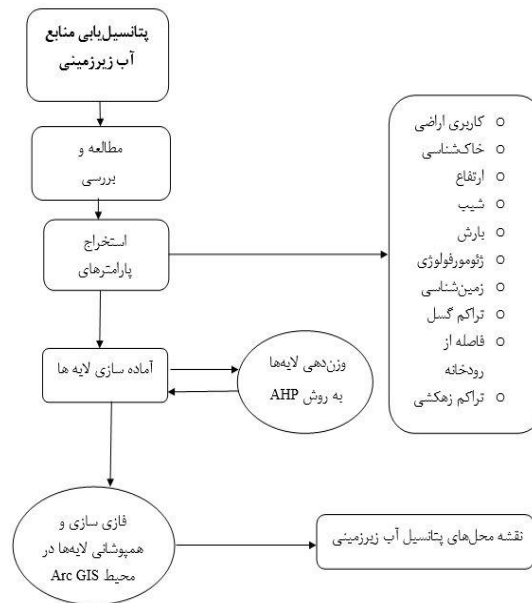 پتانسیل‌یابی منابع
آب زیرزمینی
مطالعه و
بررسی
استخراج
پارامترهای
کاربری اراضی
خاک‌شناسی
ارتفاع
شیب
بارش
ژئومورفولوژی
زمین‌شناسی
تراکم گسل
فاصله از
رودخانه
تراکم زهکشی
آماده سازی لایه ها
وزن‌دهی لایه‌ها
به روش AHP
فازی سازی و
همپوشانی لایه‌ها در
محیط Arc GIS
نقشه محل‌های پتانسیل آب زیرزمینی